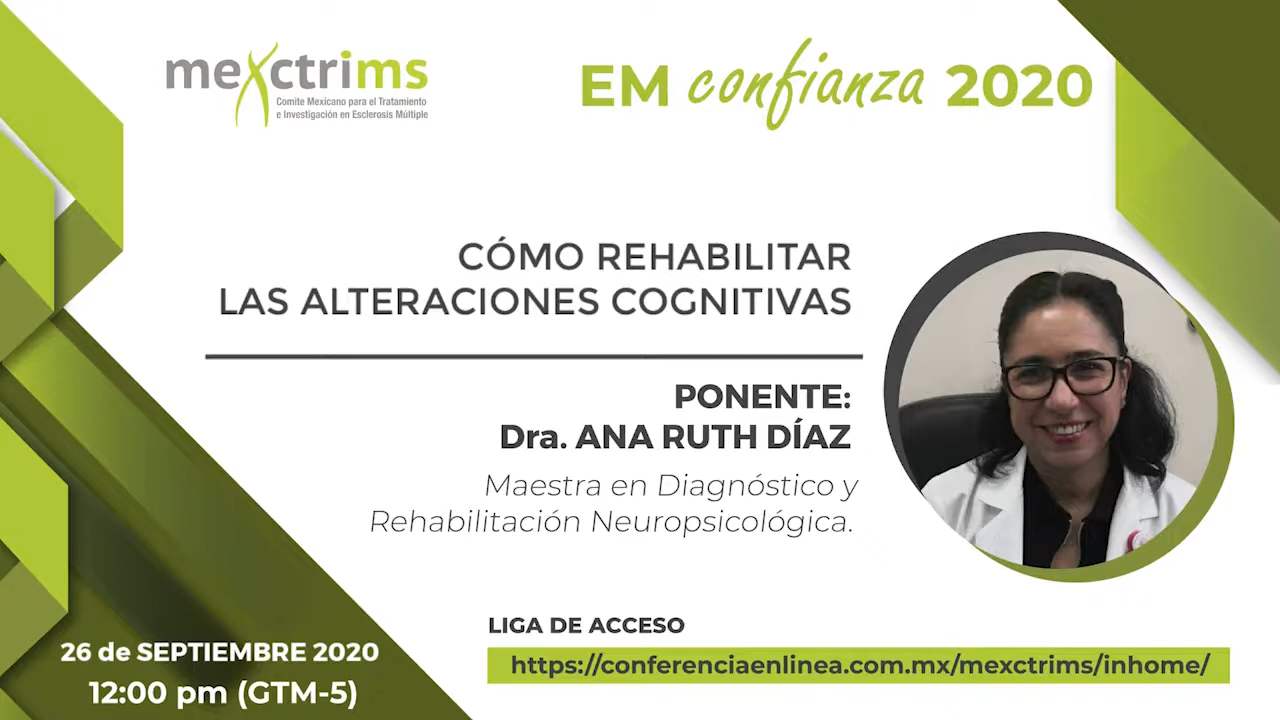 mexctrims
Comite Mexicano para el Tratamiento
e Investigación en Esclerosis Múltiple
EM confianza 2020
CÓMO REHABILITAR
LAS ALTERACIONES COGNITIVAS
PONENTE:
Dra. ANA RUTH DÍAZ
Maestra en Diagnóstico y
Rehabilitación Neuropsicológica.
LIGA DE ACCESO
https://conferenciaenlinea.com.mx/mexctrims/inhome/
26 de SEPTIEMBRE 2020
12:00 pm (GTM-5)